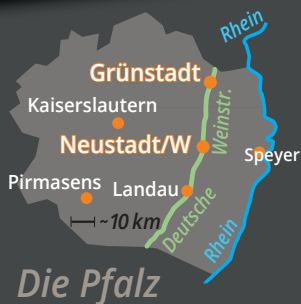 Rhein
Grünstadt
Kaiserslautern
Weinstr.
Neustadt/W
Speyer
Pirmasens
Landau
Deutsche
~10 km
Rhein
Die Pfalz